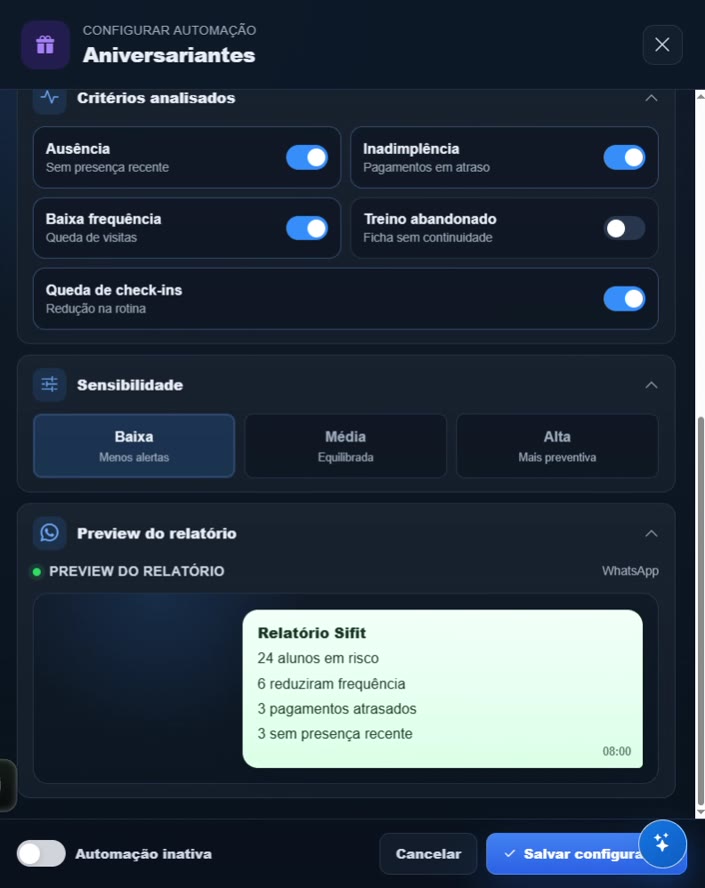 CONFIGURAR AUTOMAÇÃO
Aniversariantes
Critérios analisados
Ausência
Sem presença recente
Inadimplência
Pagamentos em atraso
Baixa frequência
Queda de visitas
Treino abandonado
Ficha sem continuidade
Queda de check-ins
Redução na rotina
Sensibilidade
Baixa
Menos alertas
Média
Equilibrada
Alta
Mais preventiva
Preview do relatório
PREVIEW DO RELATÓRIO
WhatsApp
Relatório Sifit
24 alunos em risco
6 reduziram frequência
3 pagamentos atrasados
3 sem presença recente
08:00
Automação inativa
Cancelar
Salvar